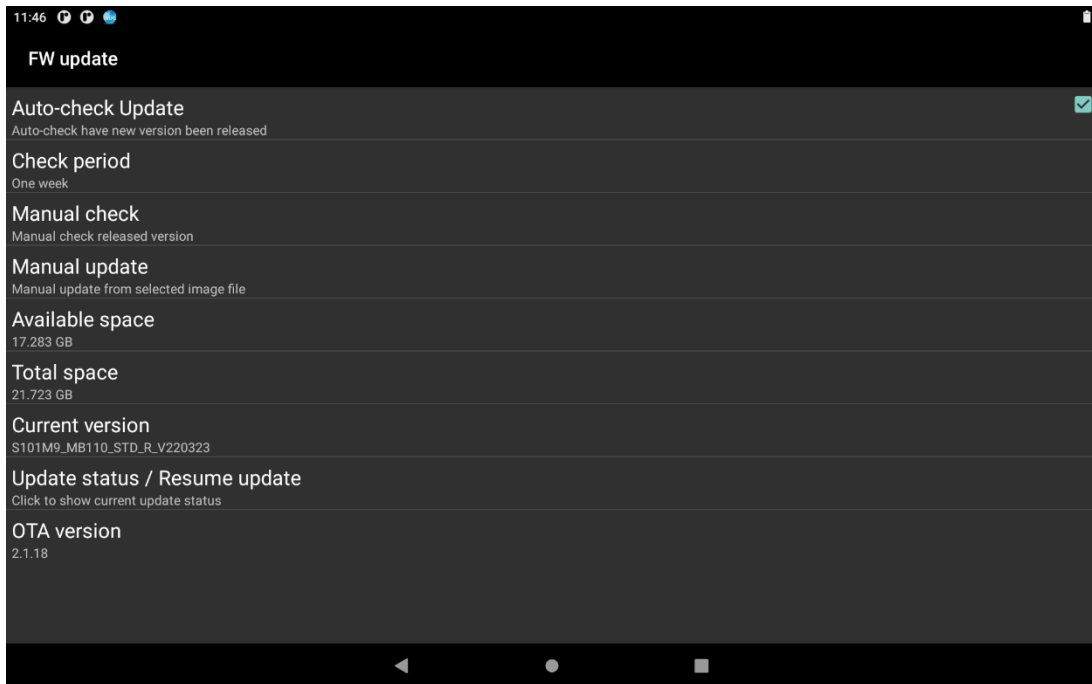 11:46
FW update
Auto-check Update
Auto-check have new version been released
Check period
One week
Manual check
Manual check released version
Manual update
Manual update from selected image file
Available space
17.283 GB
Total space
21.723 GB
Current version
S101M9_MB110_STD_R_V220323
Update status / Resume update
Click to show current update status
OTA version
2.1.18